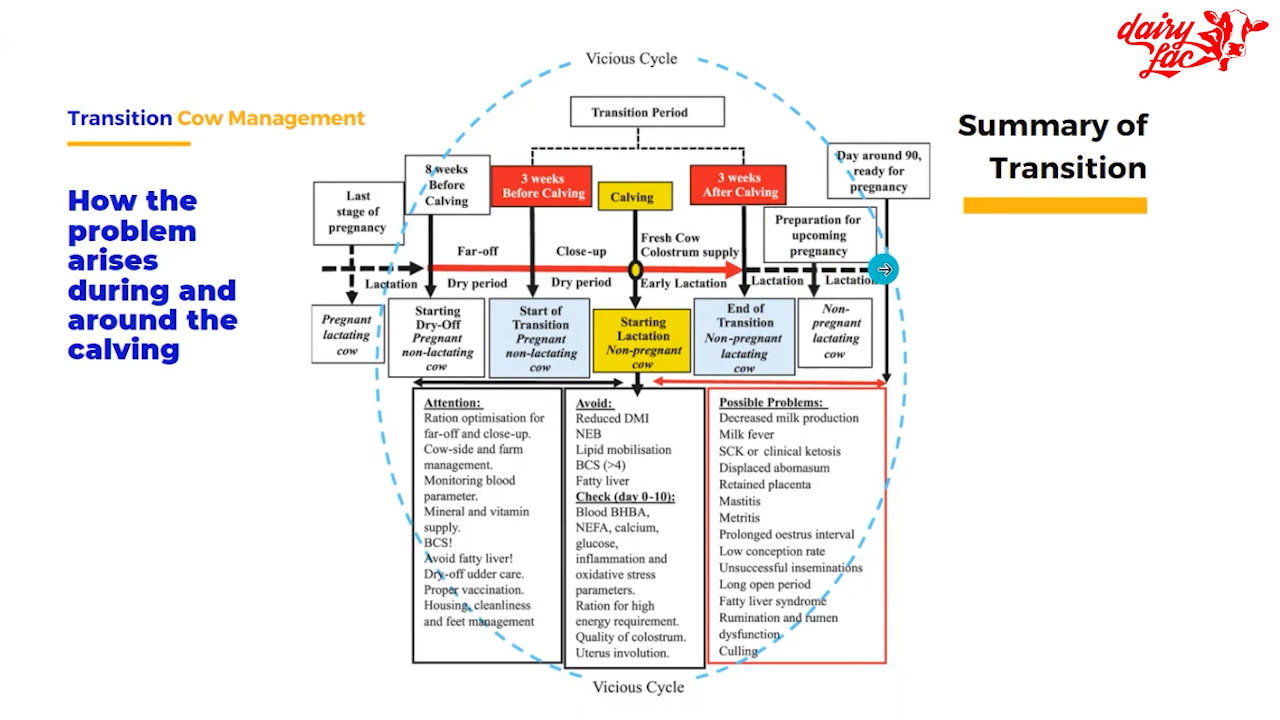 dairy
fac
Transition Cow Management
How the
problem
arises
during and
around the
calving
Summary of
Transition
Vicious Cycle
Transition Period
Last
stage of
pregnancy
8 weeks
Before
Calving
3 weeks
Before Calving
Calving
3 weeks
After Calving
Day around 90,
ready for
pregnancy
Preparation for
upcoming
pregnancy
Far-off
Close-up
Fresh Cow
Colostrum supply
Lactation
Dry period
Dry period
Early Lactation
Lactation
Lactation
Pregnant
lactating
cow
Starting
Dry-Off
Pregnant
non-lactating
cow
Start of
Transition
Pregnant
non-lactating
cow
Starting
Lactation
Non-pregnant
cow
End of
Transition
Non-pregnant
lactating
cow
Non-
pregnant
lactating
cow
Attention:
Ration optimisation for
far-off and close-up.
Cow-side and farm
management.
Monitoring blood
parameter.
Mineral and vitamin
supply.
BCS!
Avoid fatty liver!
Dry-off udder care.
Proper vaccination.
Housing, cleanliness
and feet management
Avoid:
Reduced DMI
NEB
Lipid mobilisation
BCS (>4)
Fatty liver
Check (day 0-10):
Blood BHBA,
NEFA, calcium,
glucose,
inflammation and
oxidative stress
parameters.
Ration for high
energy requirement.
Quality of colostrum.
Uterus involution.
Possible Problems:
Decreased milk production
Milk fever
SCK or clinical ketosis
Displaced abomasum
Retained placenta
Mastitis
Metritis
Prolonged oestrus interval
Low conception rate
Unsuccessful inseminations
Long open period
Fatty liver syndrome
Rumination and rumen
dysfunction
Culling
Vicious Cycle